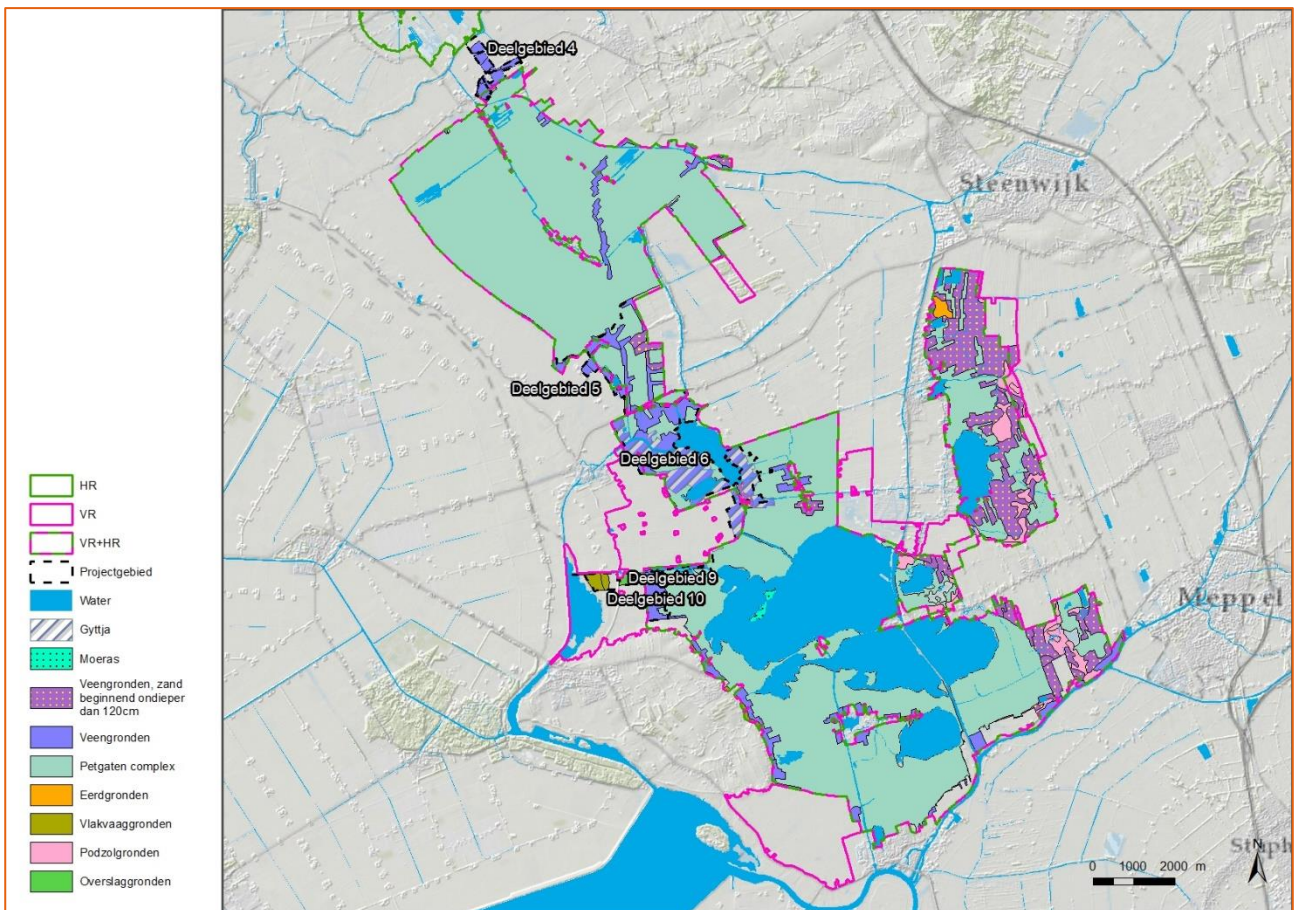 Deelgebied 4
Steenwijk
Deelgebied 5
Deelgebied 6
Deelgebied 9
Deelgebied 10
Meppel
Staph
HR
VR
VR+HR
Projectgebied
Water
Gyttja
Moeras
Veengronden, zand
beginnend ondieper
dan 120cm
Veengronden
Petgaten complex
Eerdgronden
Vlakvaaggronden
Podzolgronden
Overslaggronden
0 1000 2000 m
N